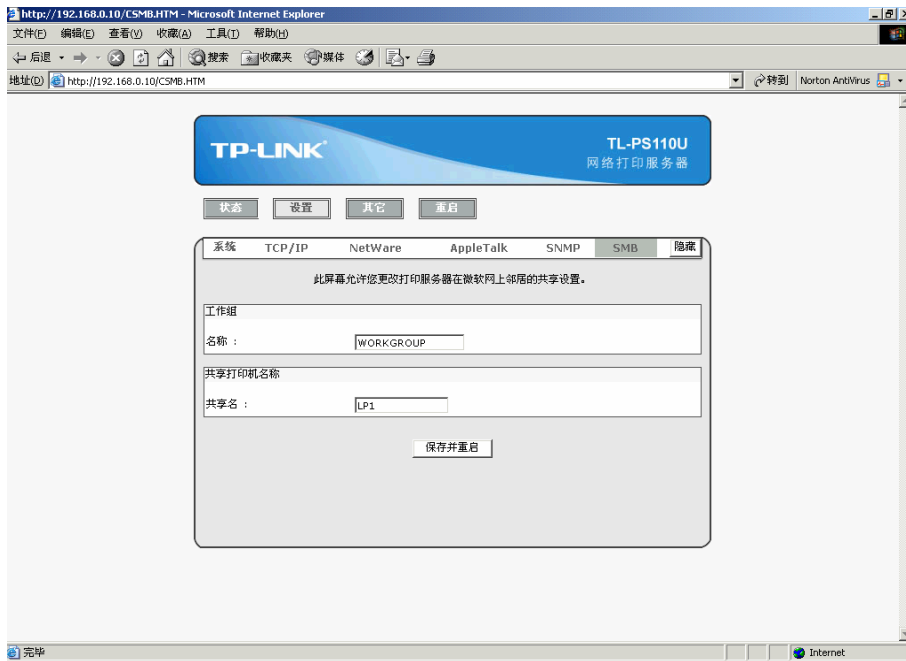 http://192.168.0.10/CSMB.HTM - Microsoft Internet Explorer
文件(F) 编辑(E) 查看(V) 收藏(A) 工具(T) 帮助(H)
后退 搜索 收藏夹 媒体
地址(D) http://192.168.0.10/CSMB.HTM 转到 Norton AntiVirus
TP-LINK® TL-PS110U
网络打印服务器
状态 设置 其它 重启
系统 TCP/IP NetWare AppleTalk SNMP SMB 隐藏
此屏幕允许您更改打印服务器在微软网上邻居的共享设置。
工作组
名称 : WORKGROUP
共享打印机名称
共享名 : LP1
保存并重启
完毕 Internet